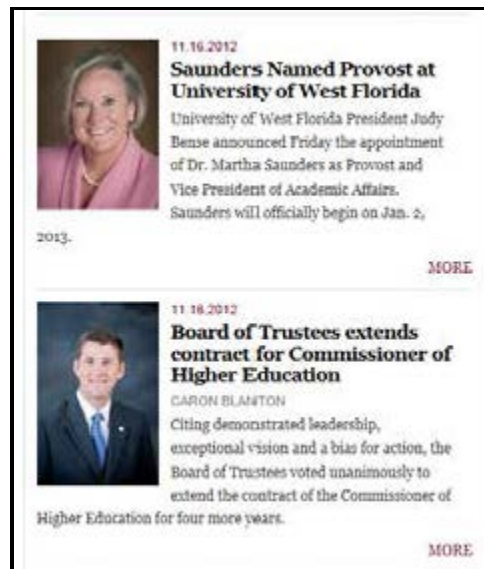 11.16.2012
Saunders Named Provost at
University of West Florida
University of West Florida President Judy
Bense announced Friday the appointment
of Dr. Martha Saunders as Provost and
Vice President of Academic Affairs.
Saunders will officially begin on Jan. 2,
2013.
MORE
11.16.2012
Board of Trustees extends
contract for Commissioner of
Higher Education
CARON BLANTON
Citing demonstrated leadership,
exceptional vision and a bias for action, the
Board of Trustees voted unanimously to
extend the contract of the Commissioner of
Higher Education for four more years.
MORE